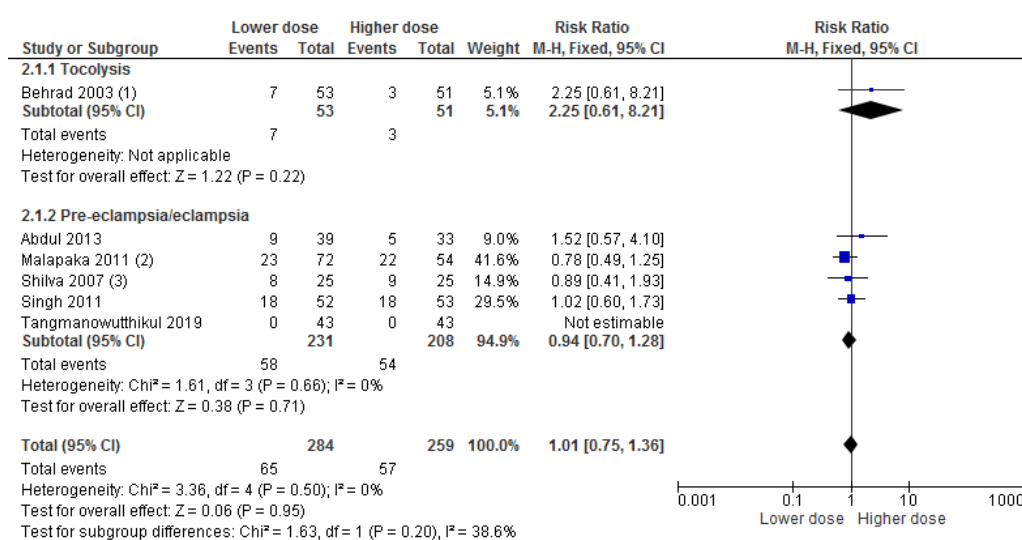 Lower dose Higher dose Risk Ratio Risk Ratio
Study or Subgroup Events Total Events Total Weight M-H, Fixed, 95% CI M-H, Fixed, 95% CI
2.1.1 Tocolysis
Behrad 2003 (1) 7 53 3 51 5.1% 2.25 [0.61, 8.21]
Subtotal (95% CI) 53 51 5.1% 2.25 [0.61, 8.21]
Total events 7 3
Heterogeneity: Not applicable
Test for overall effect: Z = 1.22 (P = 0.22)
2.1.2 Pre-eclampsia/eclampsia
Abdul 2013 9 39 5 33 9.0% 1.52 [0.57, 4.10]
Malapaka 2011 (2) 23 72 22 54 41.6% 0.78 [0.49, 1.25]
Shilva 2007 (3) 8 25 9 25 14.9% 0.89 [0.41, 1.93]
Singh 2011 18 52 18 53 29.5% 1.02 [0.60, 1.73]
Tangmanowutthikul 2019 0 43 0 43 Not estimable
Subtotal (95% CI) 231 208 94.9% 0.94 [0.70, 1.28]
Total events 58 54
Heterogeneity: Chi² = 1.61, df = 3 (P = 0.66); I² = 0%
Test for overall effect: Z = 0.38 (P = 0.71)
Total (95% CI) 284 259 100.0% 1.01 [0.75, 1.36]
Total events 65 57
Heterogeneity: Chi² = 3.36, df = 4 (P = 0.50); I² = 0%
Test for overall effect: Z = 0.06 (P = 0.95)
Test for subgroup differences: Chi² = 1.63, df = 1 (P = 0.20), I² = 38.6%
0.001 0.1 1 10 1000
Lower dose Higher dose